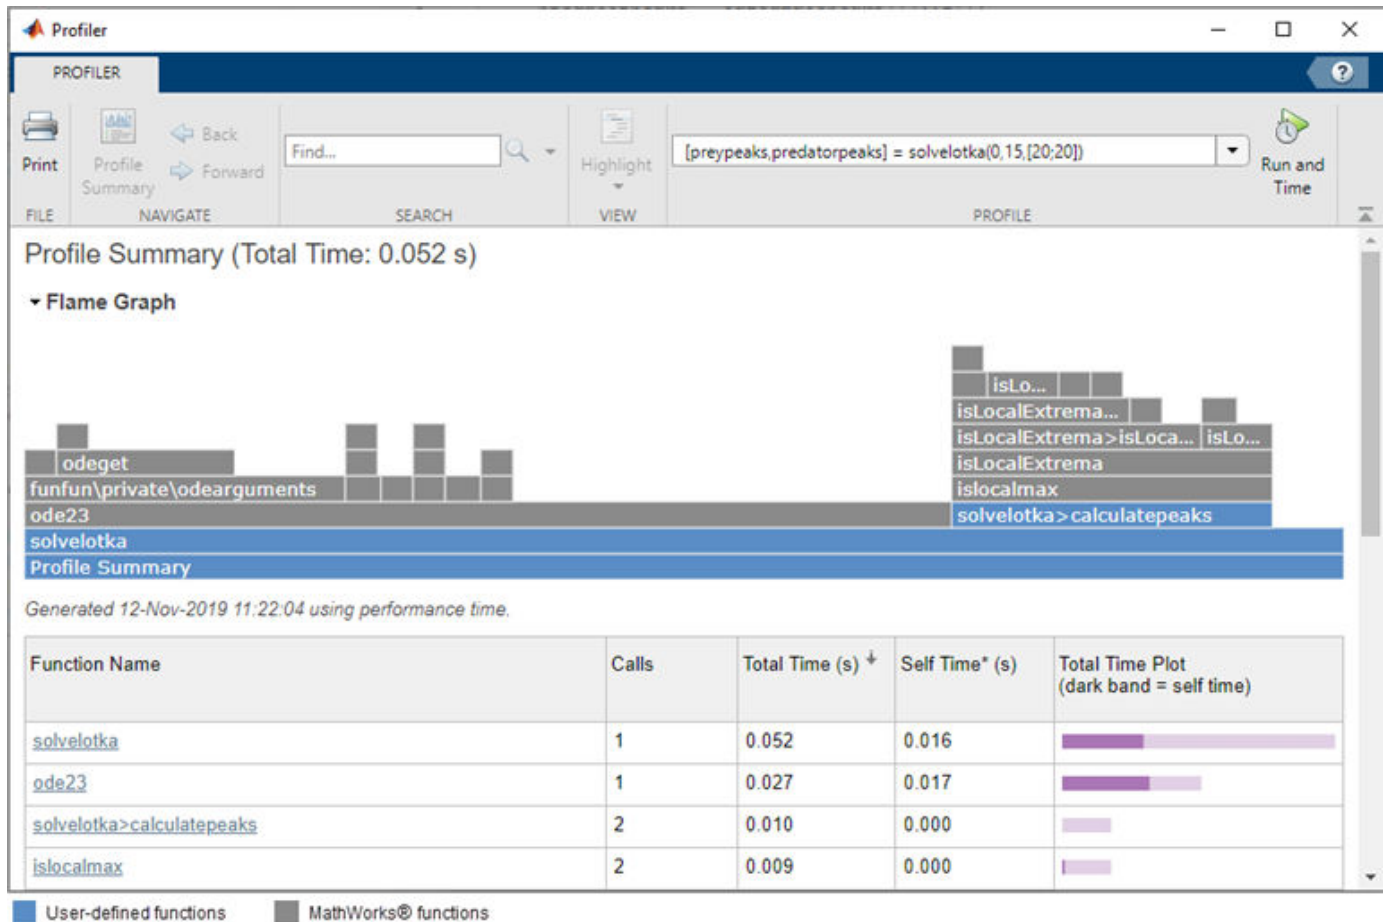 Profiler
PROFILER
?
Print
Profile Summary
Back
Forward
Find...
Highlight
[preypeaks,predatorpeaks] = solvelotka(0,15,[20;20])
Run and Time
FILE
NAVIGATE
SEARCH
VIEW
PROFILE
Profile Summary (Total Time: 0.052 s)
Flame Graph
isLo...
isLocalExtrema...
isLocalExtrema>isLoca... isLo...
odeget isLocalExtrema
funfun\private\odearguments islocalmax
ode23 solvelotka>calculatepeaks
solvelotka
Profile Summary
Generated 12-Nov-2019 11:22:04 using performance time.
Function Name Calls Total Time (s) Self Time* (s) Total Time Plot
(dark band = self time)
solvelotka 1 0.052 0.016
ode23 1 0.027 0.017
solvelotka>calculatepeaks 2 0.010 0.000
islocalmax 2 0.009 0.000
User-defined functions MathWorks® functions